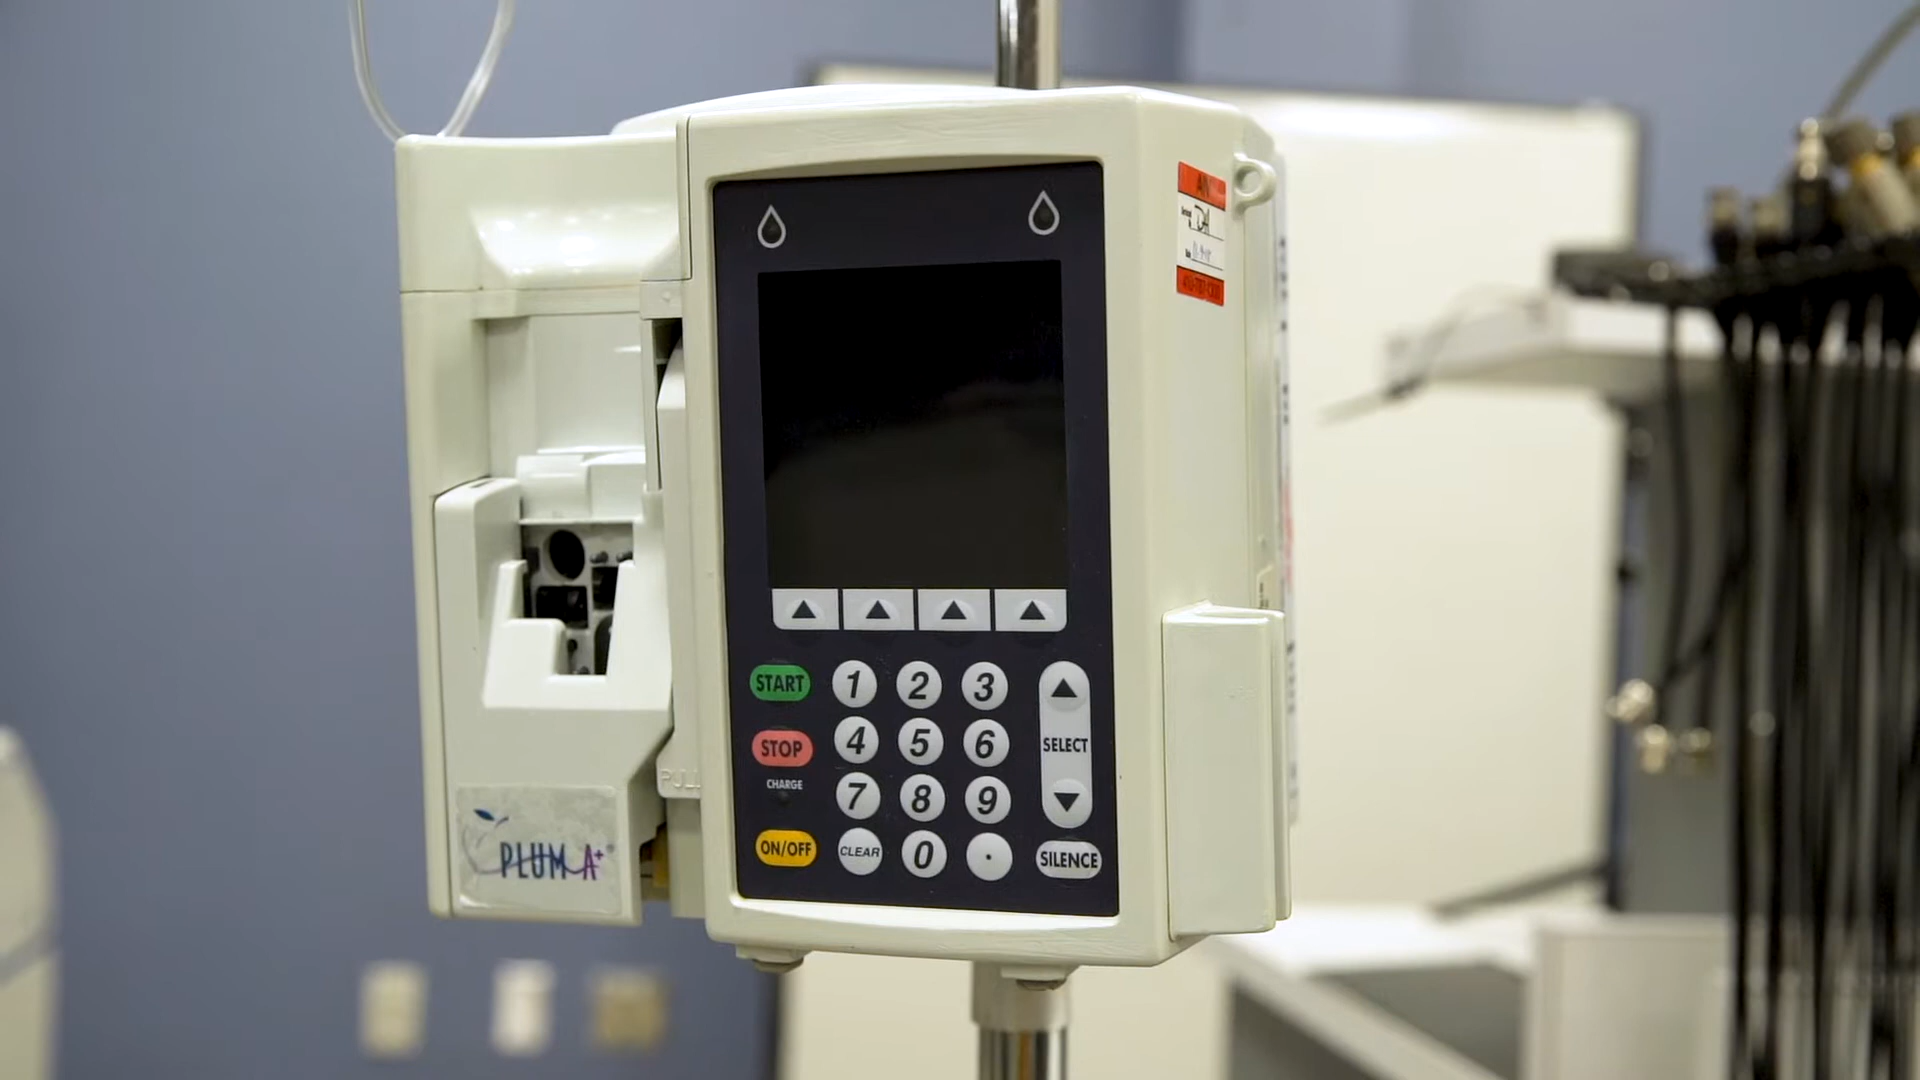 START
1 2 3
4 5 6
SELECT
STOP
CHARGE
7 8 9
ON/OFF
CLEAR
0
.
SILENCE
PULL
PLUM A+